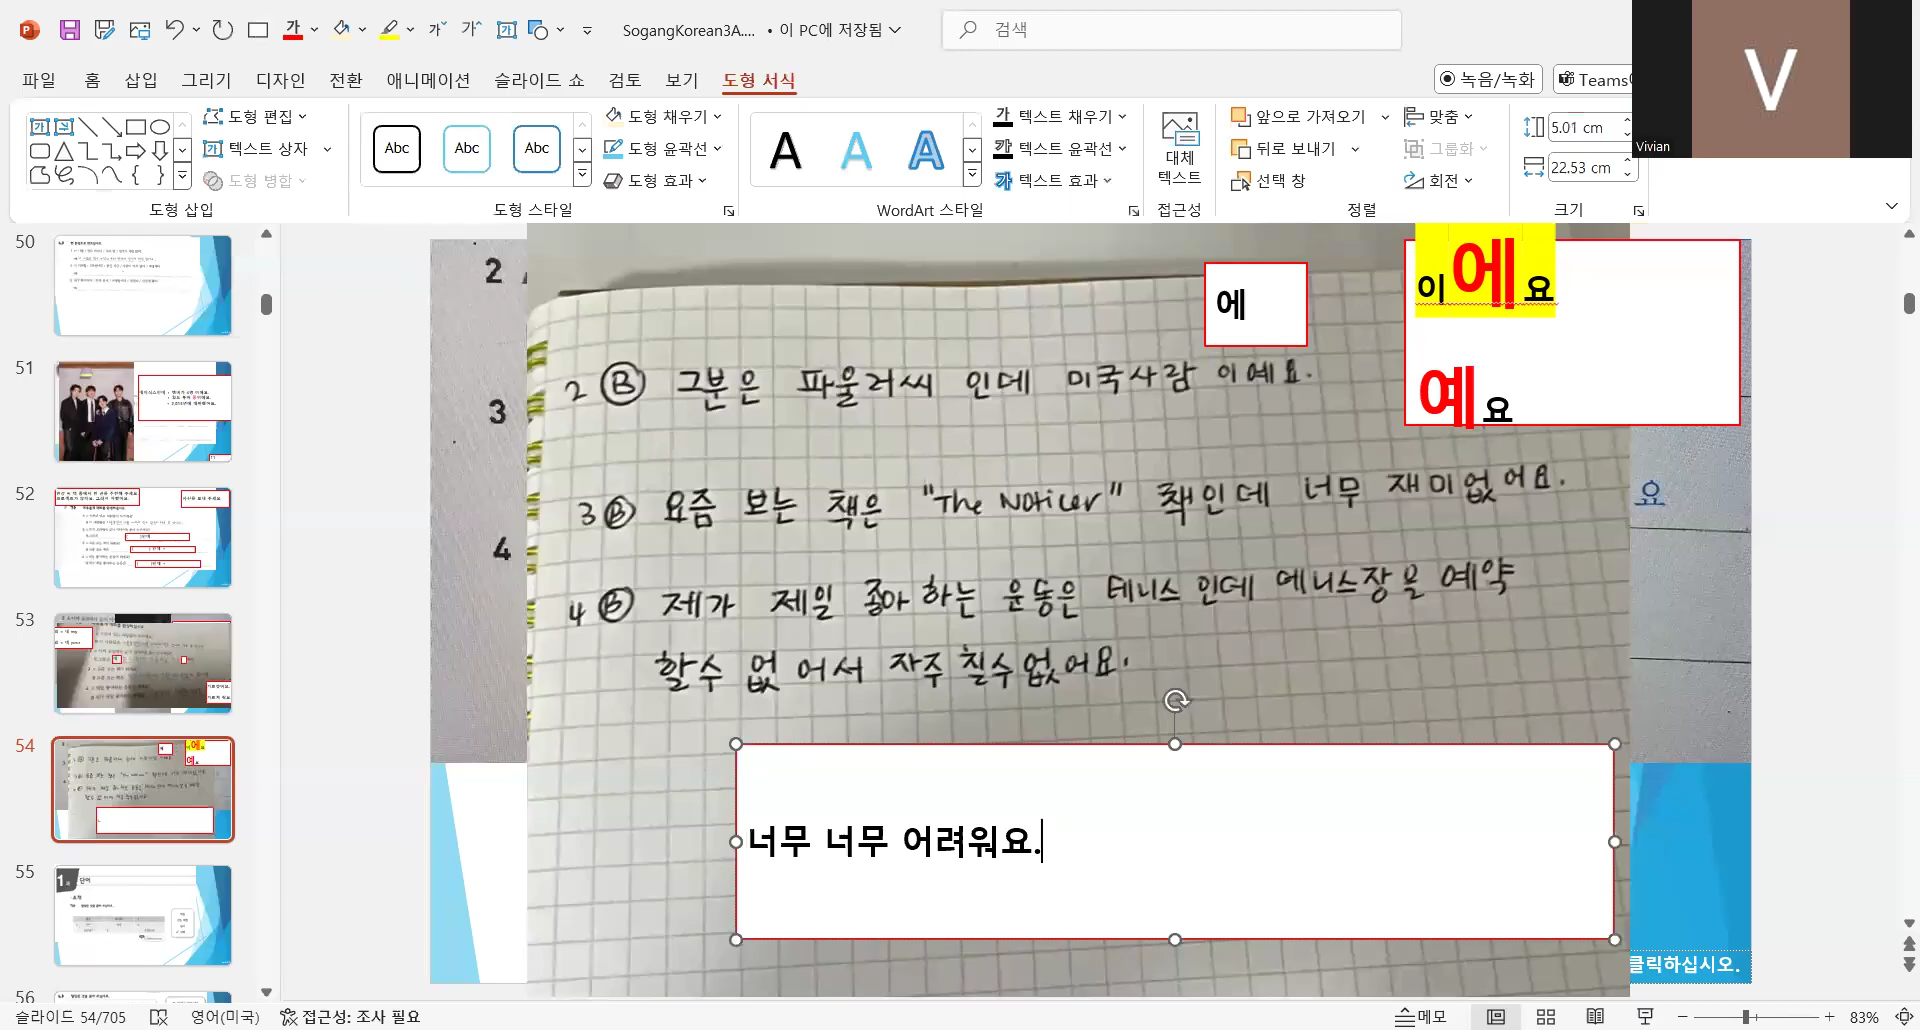 SogangKorean3A.... • 이 PC에 저장됨
검색
파일 홈 삽입 그리기 디자인 전환 애니메이션 슬라이드 쇼 검토 보기 도형 서식
녹음/녹화 Teams
V
Vivian
도형 편집
텍스트 상자
도형 병합
도형 삽입
Abc Abc Abc
도형 채우기
도형 윤곽선
도형 효과
도형 스타일
A A A
텍스트 채우기
텍스트 윤곽선
텍스트 효과
WordArt 스타일
대체
텍스트
접근성
앞으로 가져오기
뒤로 보내기
선택 창
맞춤
그룹화
회전
정렬
5.01 cm
22.53 cm
크기
50
51
52
53
54
55
56
2
3
4
에
이에요
예요
2 B 그분은 파울러씨 인데 미국사람 이예요.
3 B 요즘 보는 책은 "The Noticer" 책인데 너무 재미없어요.
4 B 제가 제일 좋아하는 운동은 테니스 인데 테니스장을 예약
할수 없어서 자주 칠수없어요.
요
너무 너무 어려워요.
클릭하십시오.
슬라이드 54/705 영어(미국) 접근성: 조사 필요
메모 83%